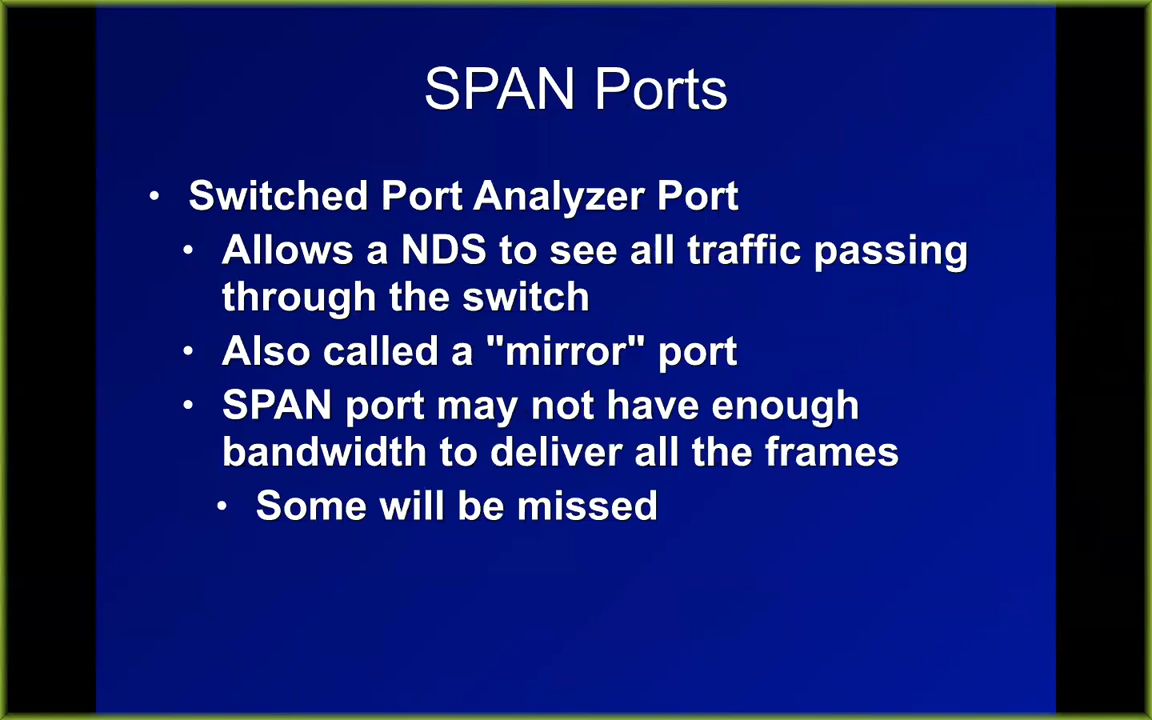 SPAN Ports
• Switched Port Analyzer Port
• Allows a NDS to see all traffic passing
through the switch
• Also called a "mirror" port
• SPAN port may not have enough
bandwidth to deliver all the frames
• Some will be missed